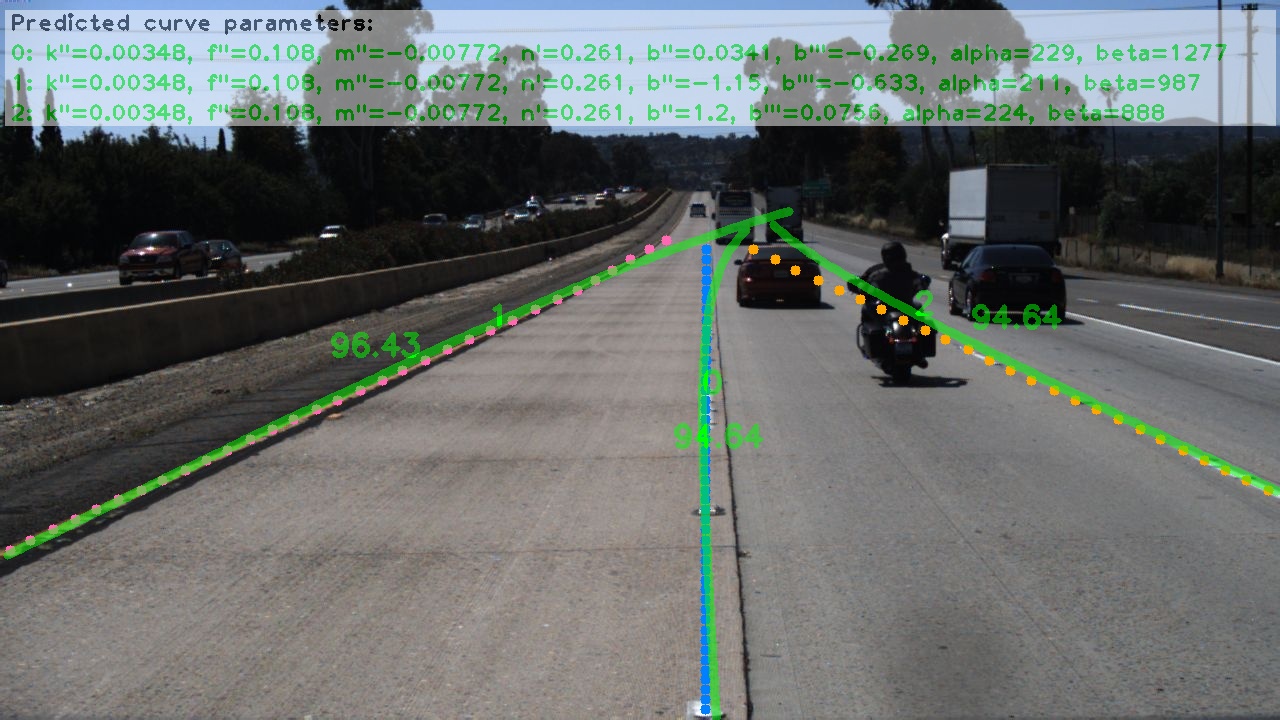 Predicted curve parameters:
0: k''=0.00348, f''=0.108, m''=-0.00772, n'=0.261, b''=0.0341, b'''=-0.269, alpha=229, beta=1277
1: k''=0.00348, f''=0.108, m''=-0.00772, n'=0.261, b''=-1.15, b'''=-0.633, alpha=211, beta=987
2: k''=0.00348, f''=0.108, m''=-0.00772, n'=0.261, b''=1.2, b'''=0.0756, alpha=224, beta=888
1
2
94.64
96.43
0
94.64